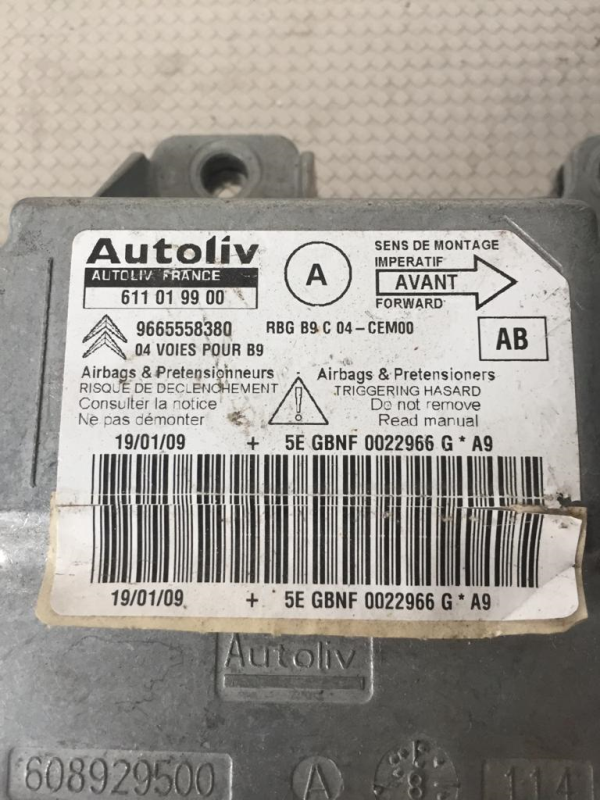 Autoliv
AUTOLIV FRANCE
611 01 99 00
A
SENS DE MONTAGE
IMPERATIF
AVANT
FORWARD
9665558380 RBG B9 C 04-CEM00
04 VOIES POUR B9
AB
Airbags & Pretensionneurs
RISQUE DE DECLENCHEMENT
Consulter la notice
Ne pas démonter
Airbags & Pretensioners
TRIGGERING HASARD
Do not remove
Read manual
19/01/09 + 5E GBNF 0022966 G * A9
19/01/09 + 5E GBNF 0022966 G * A9
Autoliv
608929500 A F 8 114